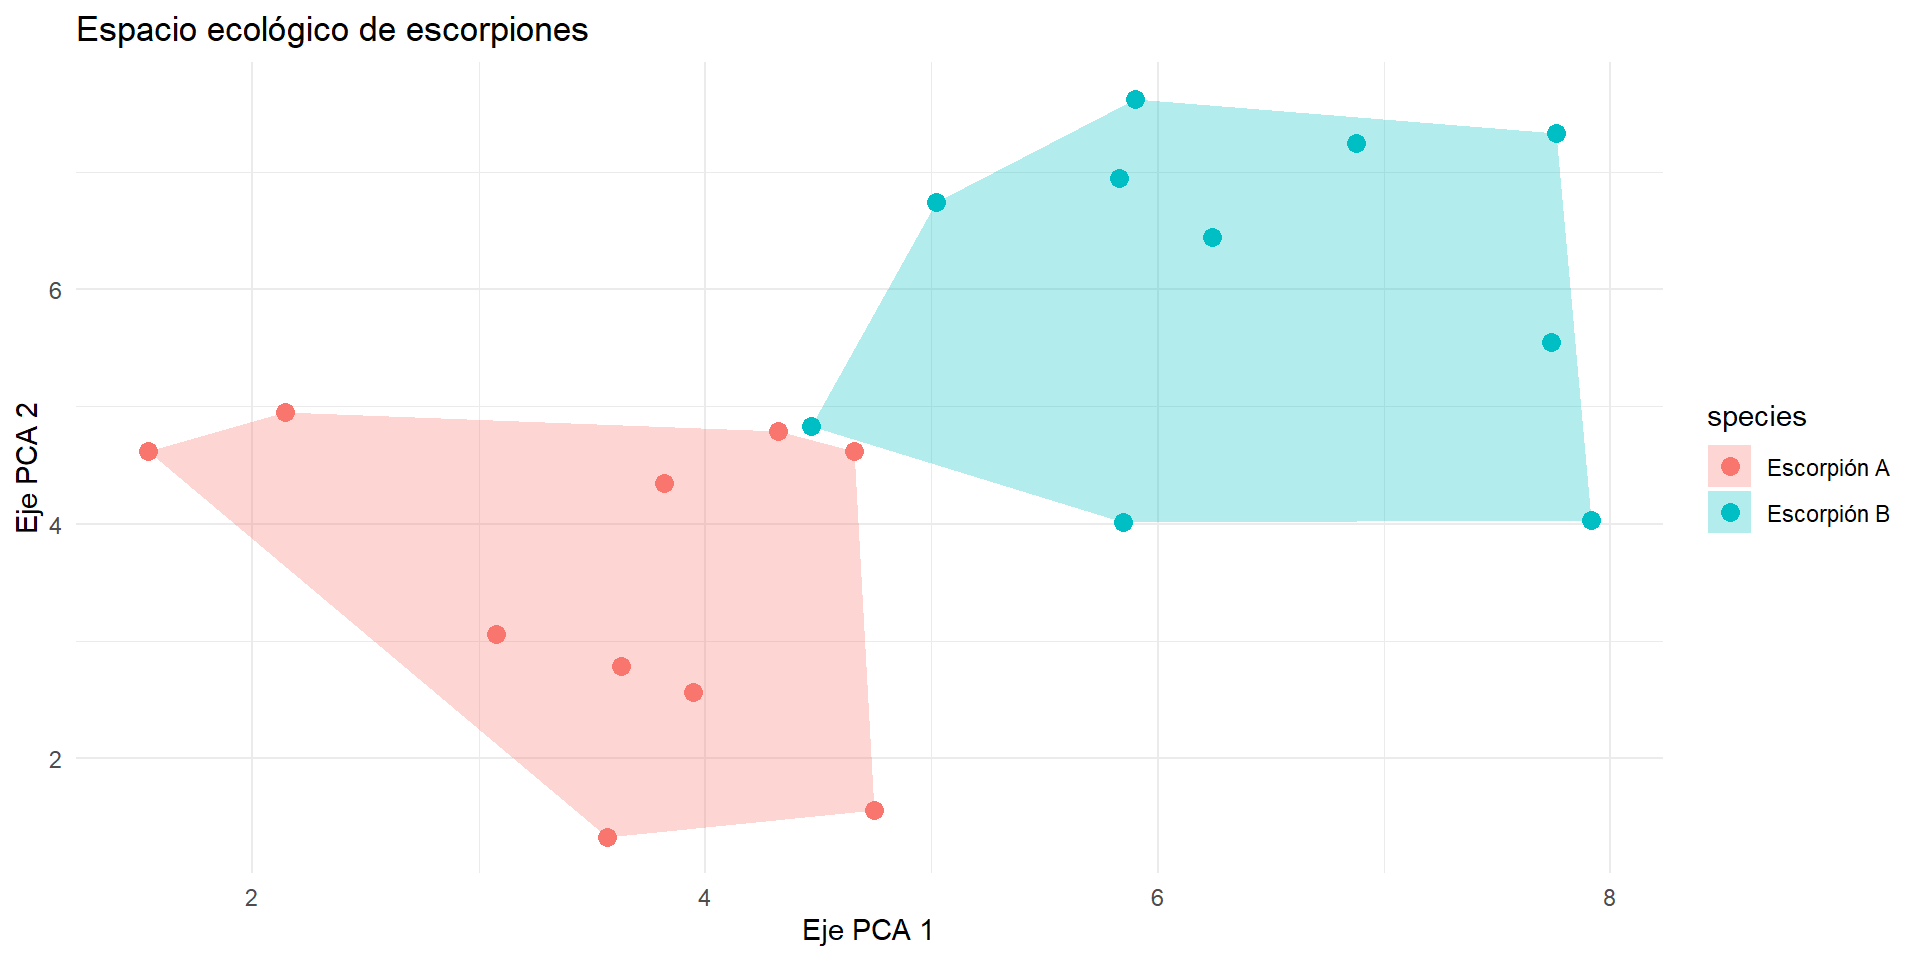 Espacio ecológico de escorpiones
Eje PCA 2
6
4
2
2 4 6 8
Eje PCA 1
species
Escorpión A
Escorpión B